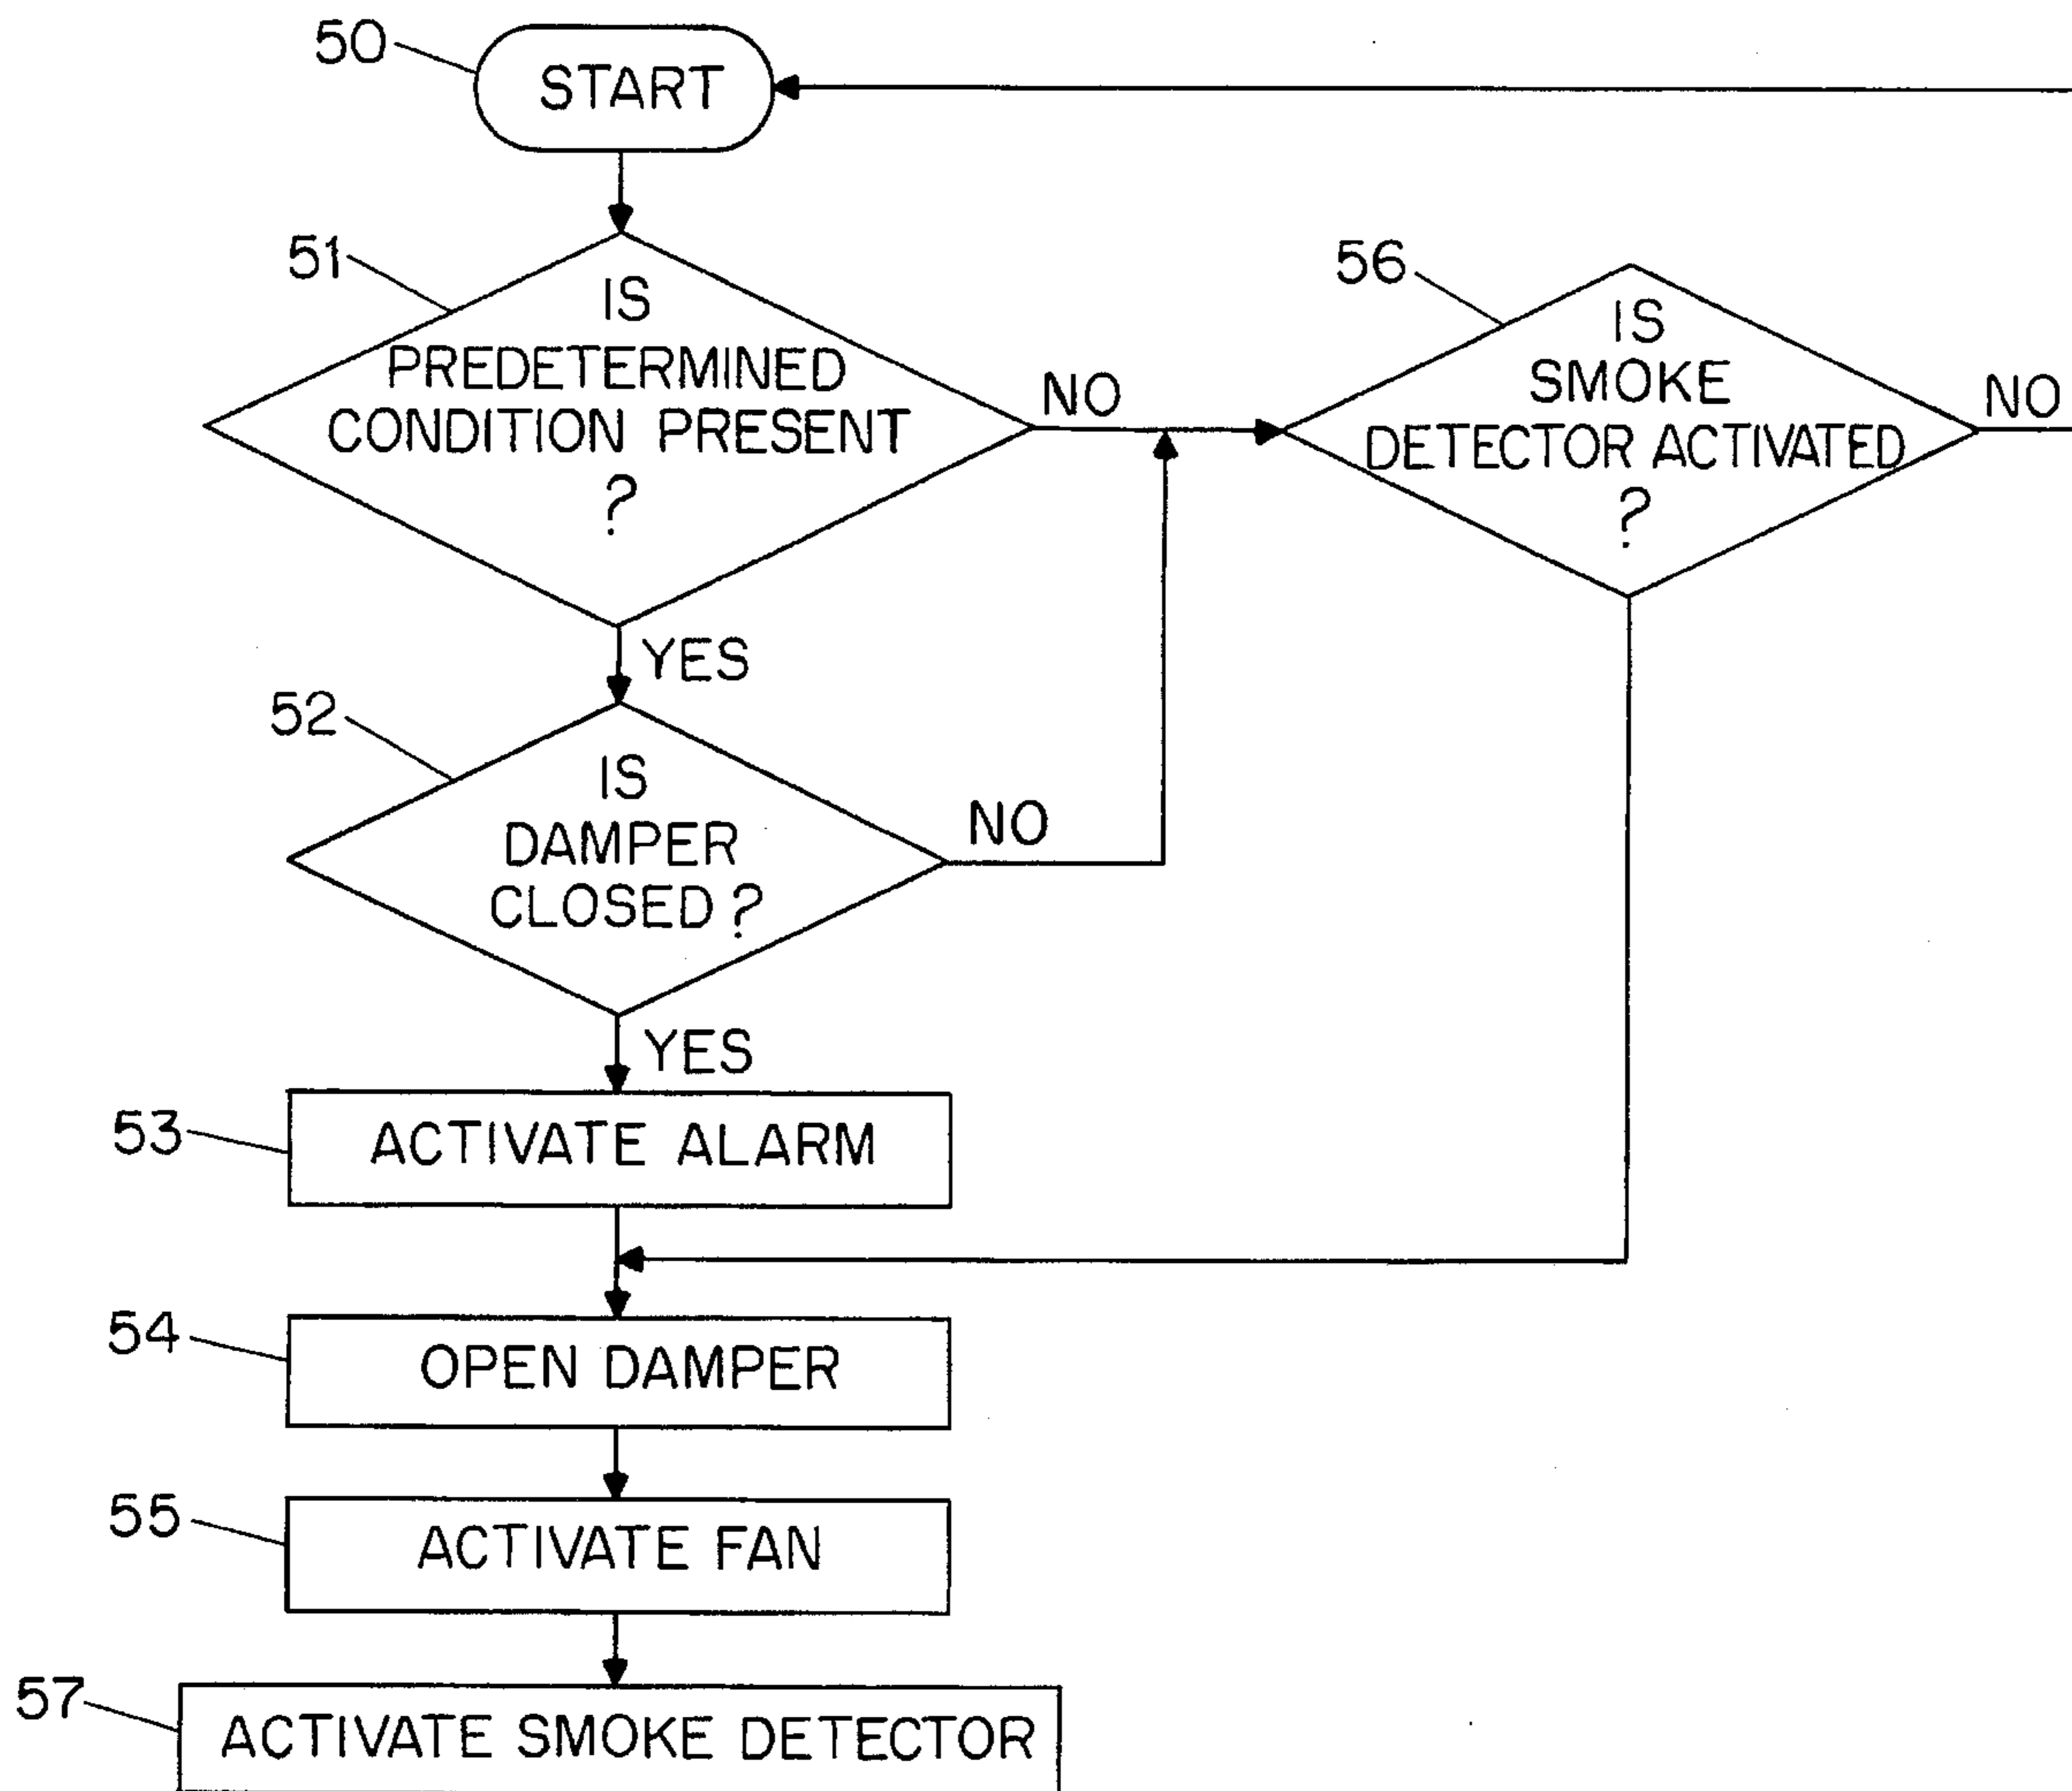 50
START
51
IS
PREDETERMINED
CONDITION PRESENT
?
NO
56
IS
SMOKE
DETECTOR ACTIVATED
?
NO
YES
52
IS
DAMPER
CLOSED ?
NO
YES
53
ACTIVATE ALARM
54
OPEN DAMPER
55
ACTIVATE FAN
57
ACTIVATE SMOKE DETECTOR